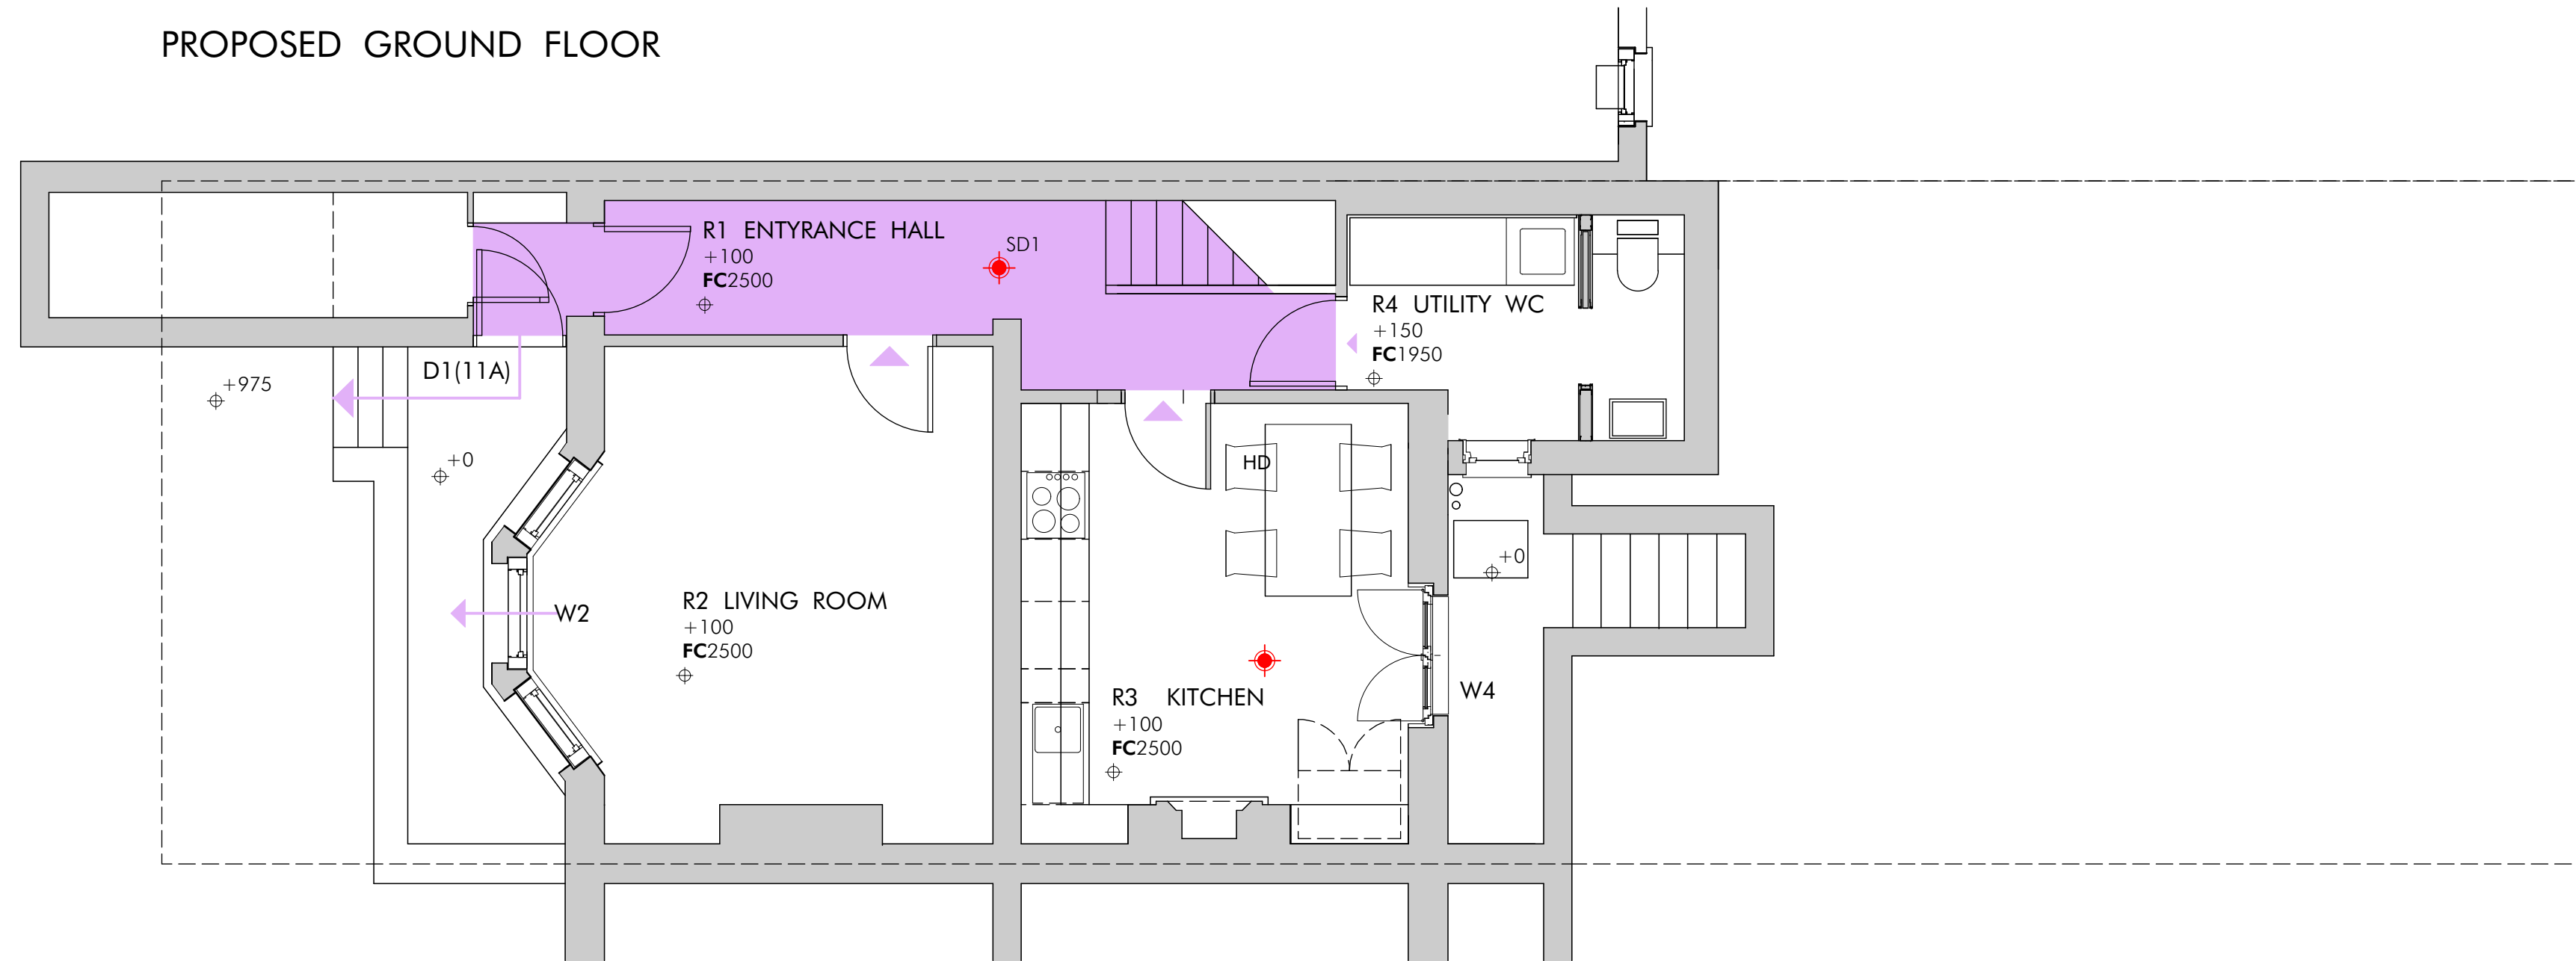 PROPOSED GROUND FLOOR
R1 ENTYRANCE HALL
+100
FC2500
SD1
R4 UTILITY WC
+150
FC1950
D1(11A)
+975
+0
HD
+0
W2
R2 LIVING ROOM
+100
FC2500
R3 KITCHEN
+100
FC2500
W4